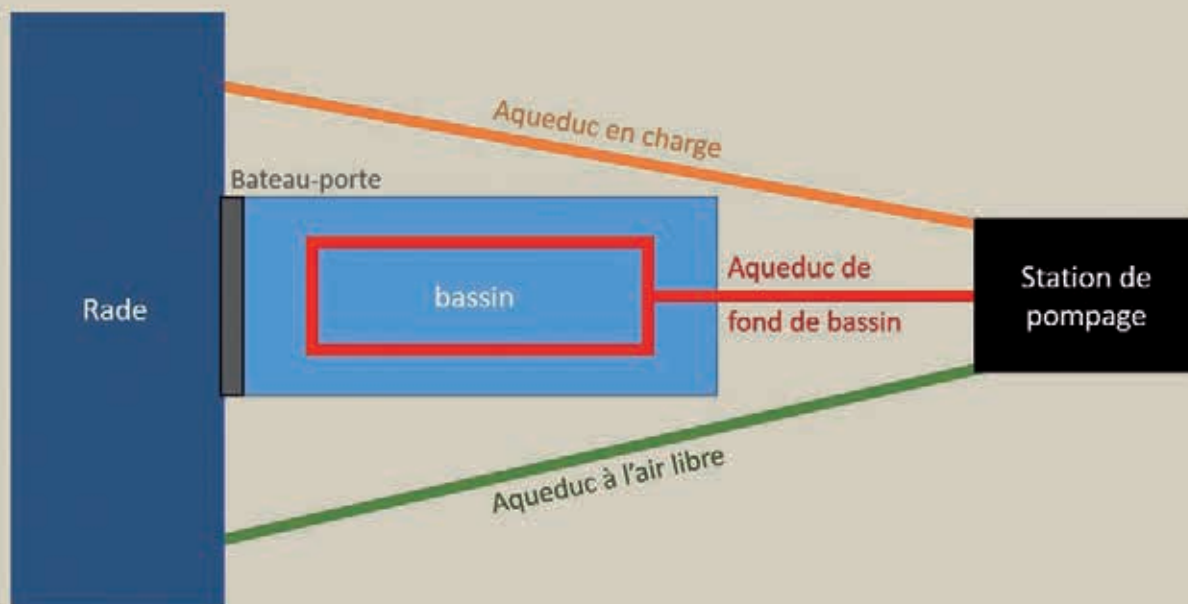 Aqueduc en charge
Bateau-porte
Rade
bassin
Aqueduc de
fond de bassin
Station de
pompage
Aqueduc à l'air libre